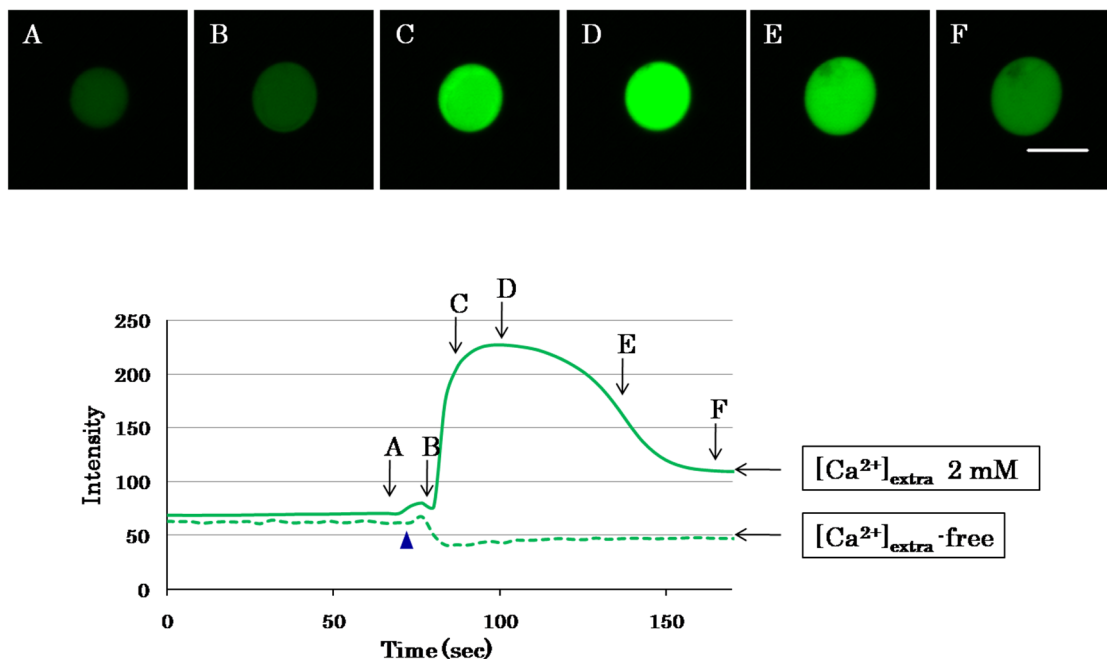 A B C D E F
C D
E
F
A B
250
200
150
100
50
0
Intensity
0 50 100 150
Time (sec)
[Ca²⁺]extra 2 mM
[Ca²⁺]extra -free